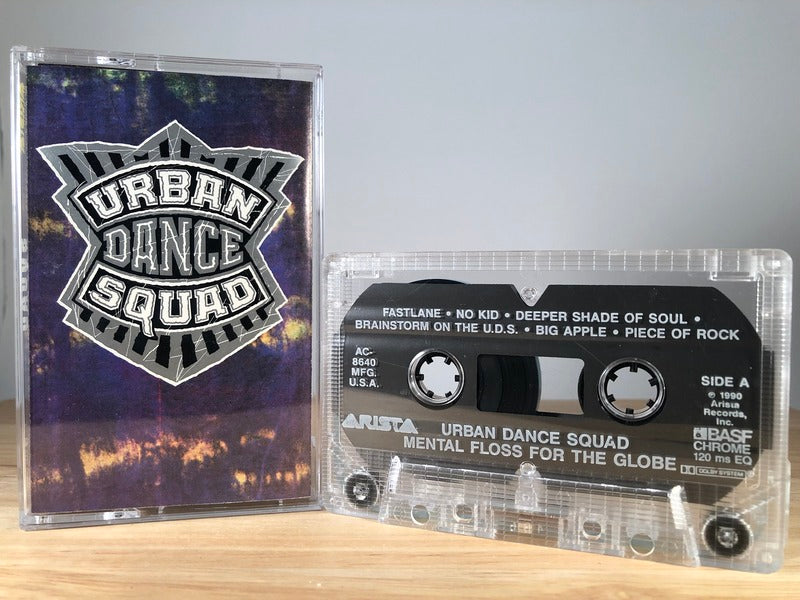 URBAN
DANCE
SQUAD
FASTLANE • NO KID • DEEPER SHADE OF SOUL •
BRAINSTORM ON THE U.D.S. • BIG APPLE • PIECE OF ROCK
AC-
8640
MFG.
U.S.A.
SIDE A
℗ 1990
Arista
Records,
Inc.
BASF
CHROME
120 ms EQ
DOLBY SYSTEM
ARISTA
URBAN DANCE SQUAD
MENTAL FLOSS FOR THE GLOBE